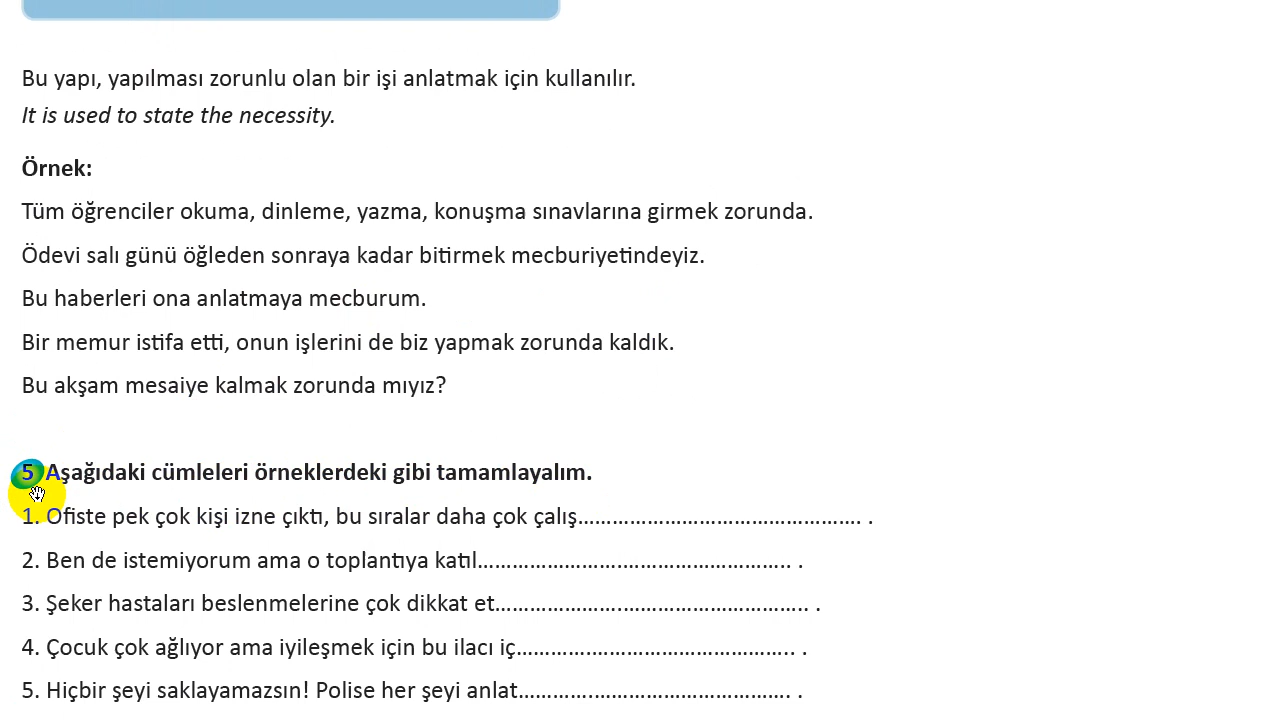 Bu yapı, yapılması zorunlu olan bir işi anlatmak için kullanılır.
It is used to state the necessity.
Örnek:
Tüm öğrenciler okuma, dinleme, yazma, konuşma sınavlarına girmek zorunda.
Ödevi salı günü öğleden sonraya kadar bitirmek mecburiyetindeyiz.
Bu haberleri ona anlatmaya mecburum.
Bir memur istifa etti, onun işlerini de biz yapmak zorunda kaldık.
Bu akşam mesaiye kalmak zorunda mıyız?
5 Aşağıdaki cümleleri örneklerdeki gibi tamamlayalım.
1. Ofiste pek çok kişi izne çıktı, bu sıralar daha çok çalış………………………………………… .
2. Ben de istemiyorum ama o toplantıya katıl…………………………………………….. .
3. Şeker hastaları beslenmelerine çok dikkat et…………………………………………….. .
4. Çocuk çok ağlıyor ama iyileşmek için bu ilacı iç……………………………………….. .
5. Hiçbir şeyi saklayamazsın! Polise her şeyi anlat………………………………………. .